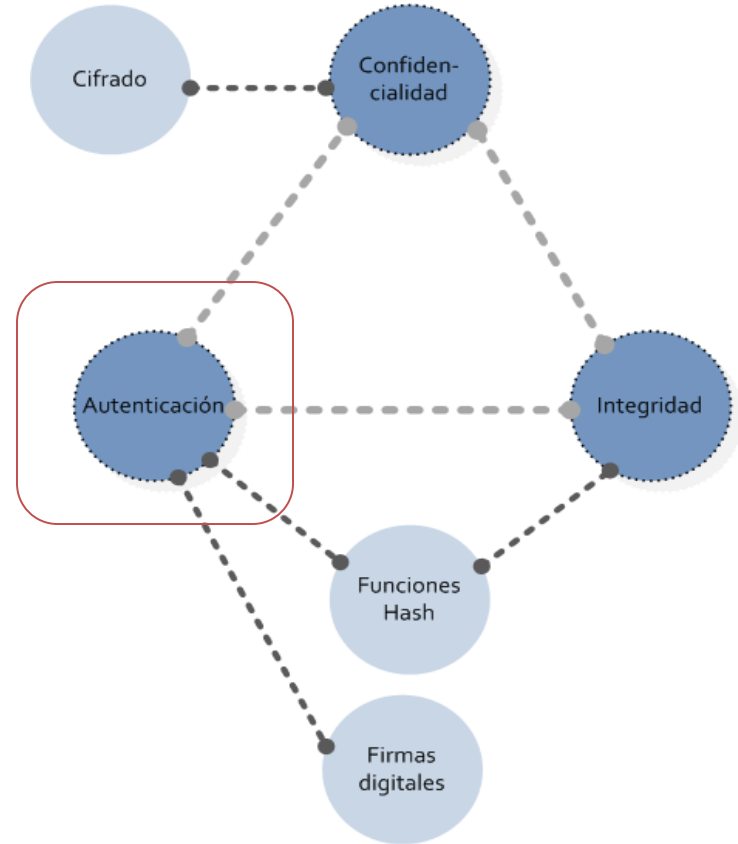 Cifrado
Confiden-
cialidad
Autenticación
Integridad
Funciones
Hash
Firmas
digitales